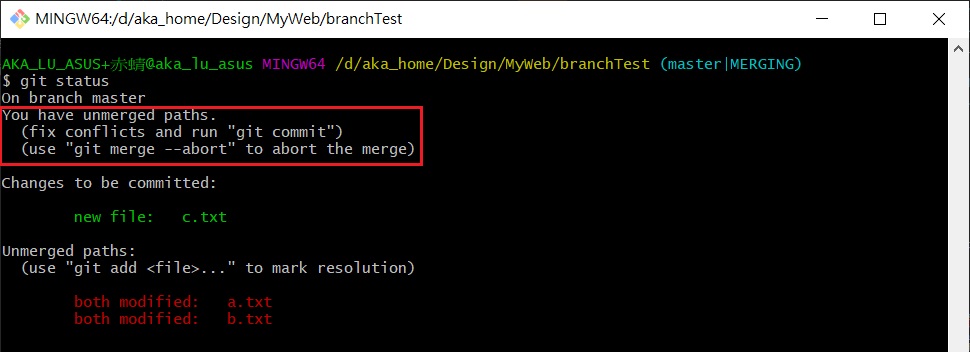 MINGW64:/d/aka_home/Design/MyWeb/branchTest
AKA_LU_ASUS+赤蜻@aka_lu_asus MINGW64 /d/aka_home/Design/MyWeb/branchTest (master|MERGING)
$ git status
On branch master
You have unmerged paths.
  (fix conflicts and run "git commit")
  (use "git merge --abort" to abort the merge)
Changes to be committed:
        new file:   c.txt
Unmerged paths:
  (use "git add <file>..." to mark resolution)
        both modified:   a.txt
        both modified:   b.txt